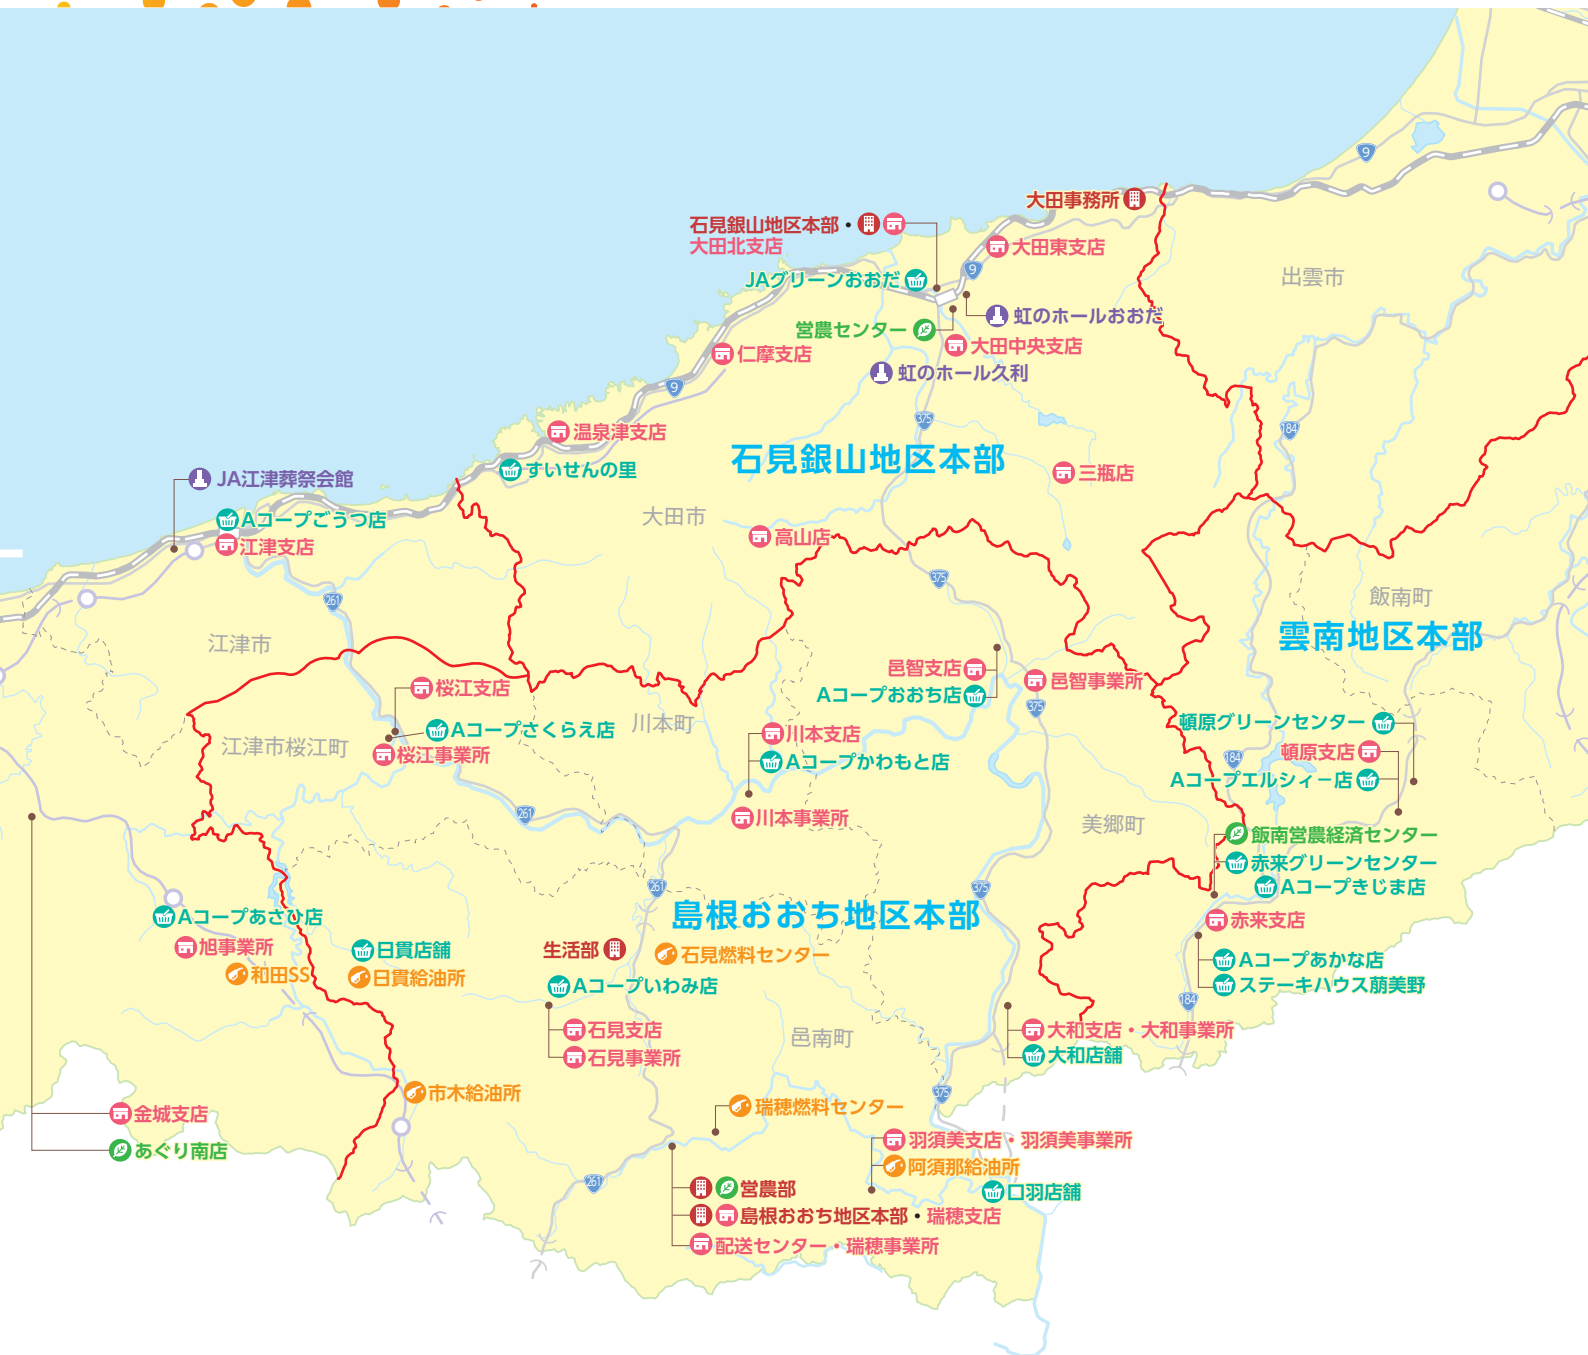 9
大田事務所
石見銀山地区本部・
大田北支店
大田東支店
9
JAグリーンおおだ
出雲市
虹のホールおおだ
営農センター
大田中央支店
仁摩支店
虹のホール久利
9
375
184
温泉津支店
石見銀山地区本部
すいせんの里
三瓶店
JA江津葬祭会館
大田市
Aコープごうつ店
高山店
江津支店
375
261
飯南町
江津市
雲南地区本部
邑智支店
邑智事業所
桜江支店
Aコープおおち店
375
川本町
頓原グリーンセンター
Aコープさくらえ店
川本支店
江津市桜江町
頓原支店
桜江事業所
184
Aコープかわもと店
Aコープエルシィー店
261
川本事業所
美郷町
飯南営農経済センター
赤来グリーンセンター
261
375
Aコープきじま店
Aコープあさひ店
島根おおち地区本部
赤来支店
旭事業所
日貫店舗
生活部
石見燃料センター
Aコープあかな店
和田SS
日貫給油所
Aコープいわみ店
ステーキハウス萠美野
184
石見支店
邑南町
大和支店・大和事業所
石見事業所
大和店舗
市木給油所
375
瑞穂燃料センター
金城支店
羽須美支店・羽須美事業所
あぐり南店
阿須那給油所
261
営農部
口羽店舗
島根おおち地区本部・瑞穂支店
配送センター・瑞穂事業所